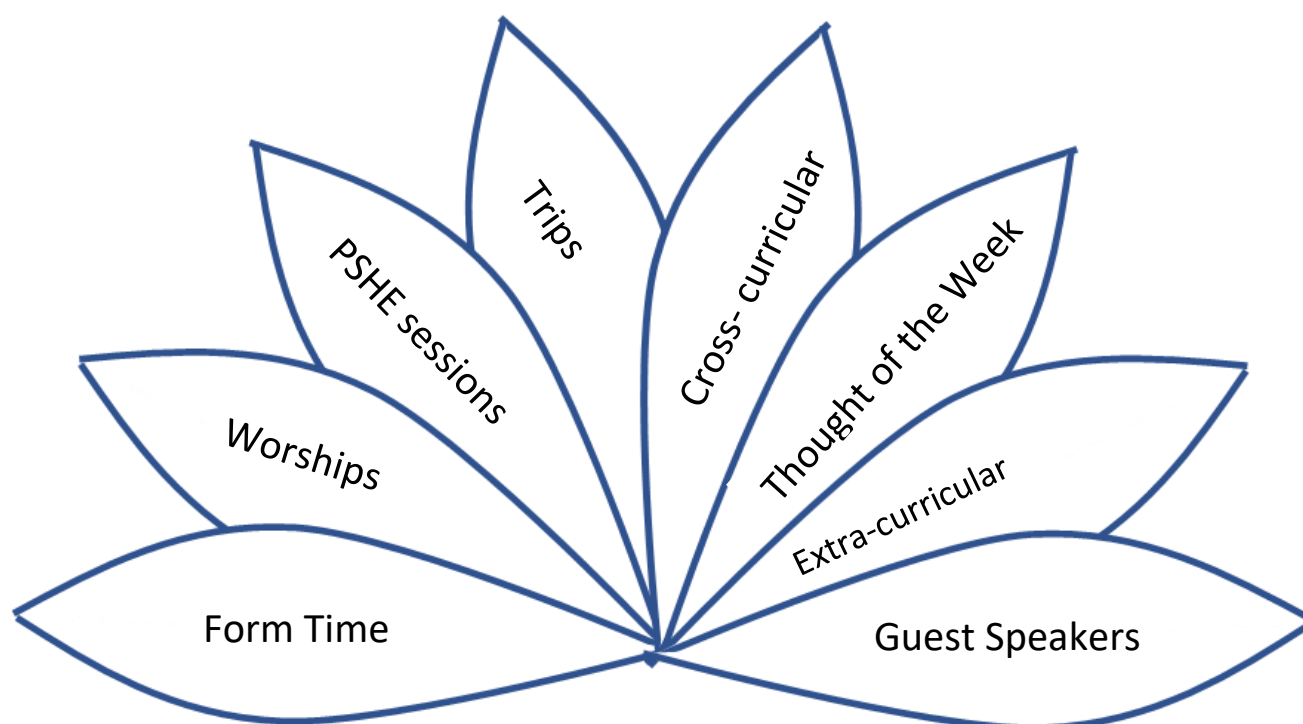 Form Time
Worships
PSHE sessions
Trips
Cross- curricular
Thought of the Week
Extra-curricular
Guest Speakers